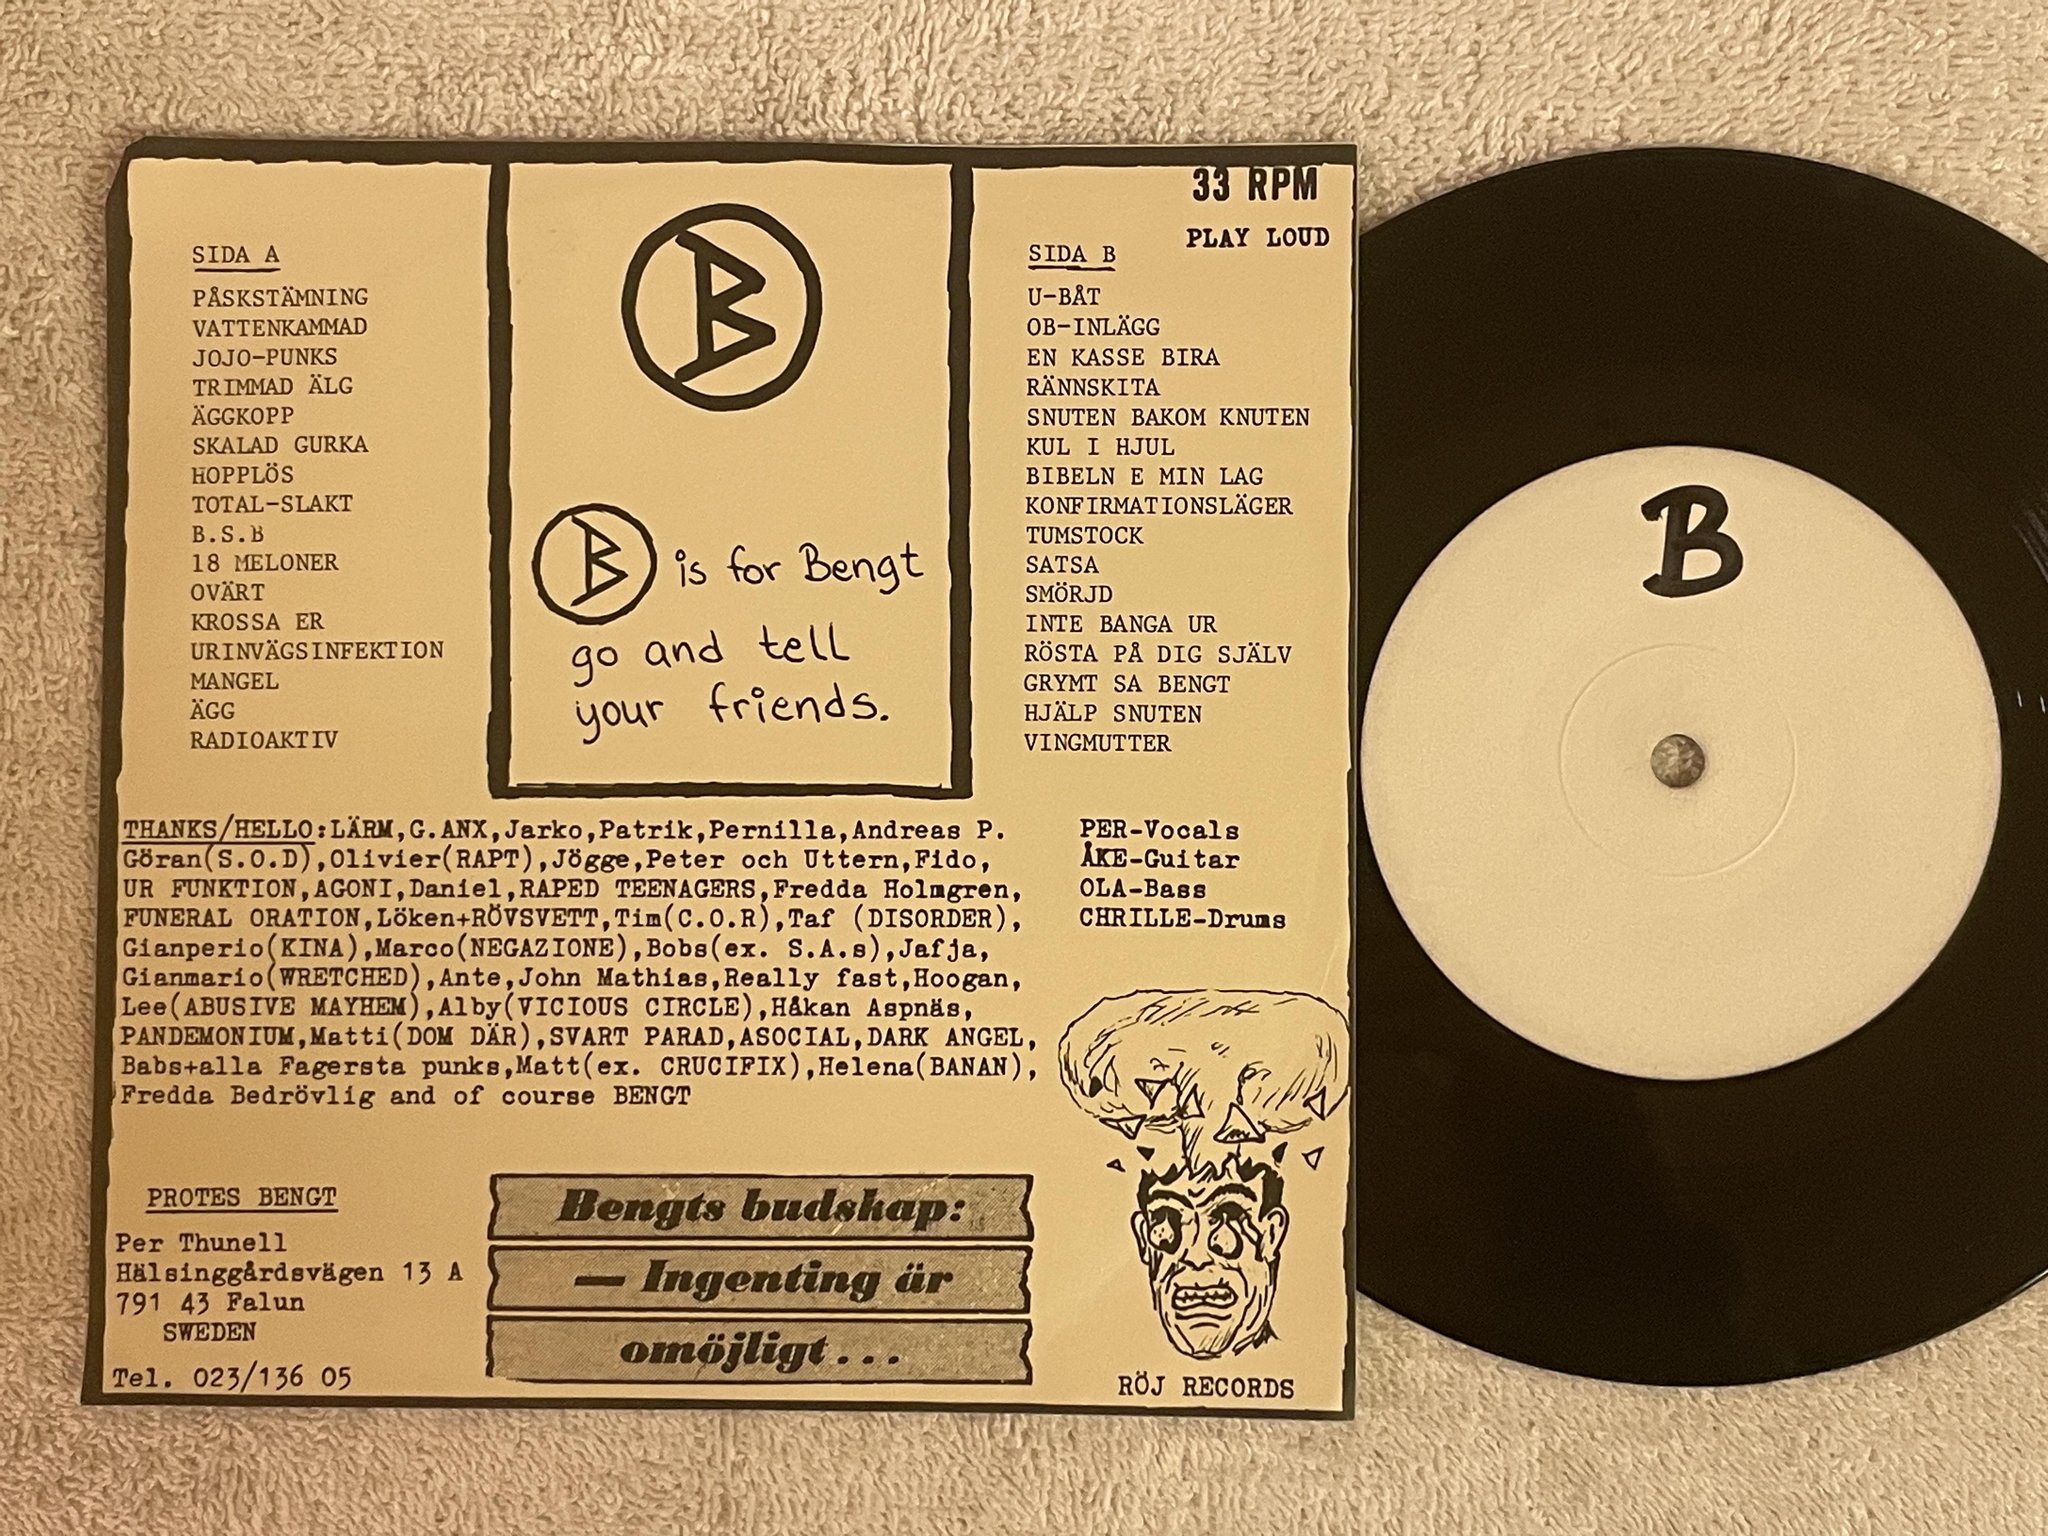 33 RPM
PLAY LOUD
SIDA A
PÅSKSTÄMNING
VATTENKAMMAD
JOJO-PUNKS
TRIMMAD ÄLG
ÄGGKOPP
SKALAD GURKA
HOPPLÖS
TOTAL-SLAKT
B.S.B
18 MELONER
OVÄRT
KROSSA ER
URINVÄGSINFEKTION
MANGEL
ÄGG
RADIOAKTIV
B
B is for Bengt
go and tell
your friends.
SIDA B
U-BÅT
OB-INLÄGG
EN KASSE BIRA
RÄNNSKITA
SNUTEN BAKOM KNUTEN
KUL I HJUL
BIBELN E MIN LAG
KONFIRMATIONSLÄGER
TUMSTOCK
SATSA
SMÖRJD
INTE BANGA UR
RÖSTA PÅ DIG SJÄLV
GRYMT SA BENGT
HJÄLP SNUTEN
VINGMUTTER
THANKS/HELLO:LÄRM,G.ANX,Jarko,Patrik,Pernilla,Andreas P.
Göran(S.O.D),Olivier(RAPT),Jögge,Peter och Uttern,Fido,
UR FUNKTION,AGONI,Daniel,RAPED TEENAGERS,Fredda Holmgren,
FUNERAL ORATION,Löken+RÖVSVETT,Tim(C.O.R),Taf (DISORDER),
Gianperio(KINA),Marco(NEGAZIONE),Bobs(ex. S.A.s),Jafja,
Gianmario(WRETCHED),Ante,John Mathias,Really fast,Hoogan,
Lee(ABUSIVE MAYHEM),Alby(VICIOUS CIRCLE),Håkan Aspnäs,
PANDEMONIUM,Matti(DOM DÄR),SVART PARAD,ASOCIAL,DARK ANGEL,
Babs+alla Fagersta punks,Matt(ex. CRUCIFIX),Helena(BANAN),
Fredda Bedrövlig and of course BENGT
PER-Vocals
ÅKE-Guitar
OLA-Bass
CHRILLE-Drums
PROTES BENGT
Per Thunell
Hälsinggårdsvägen 13 A
791 43 Falun
SWEDEN
Tel. 023/136 05
Bengts budskap:
— Ingenting är
omöjligt...
RÖJ RECORDS
B